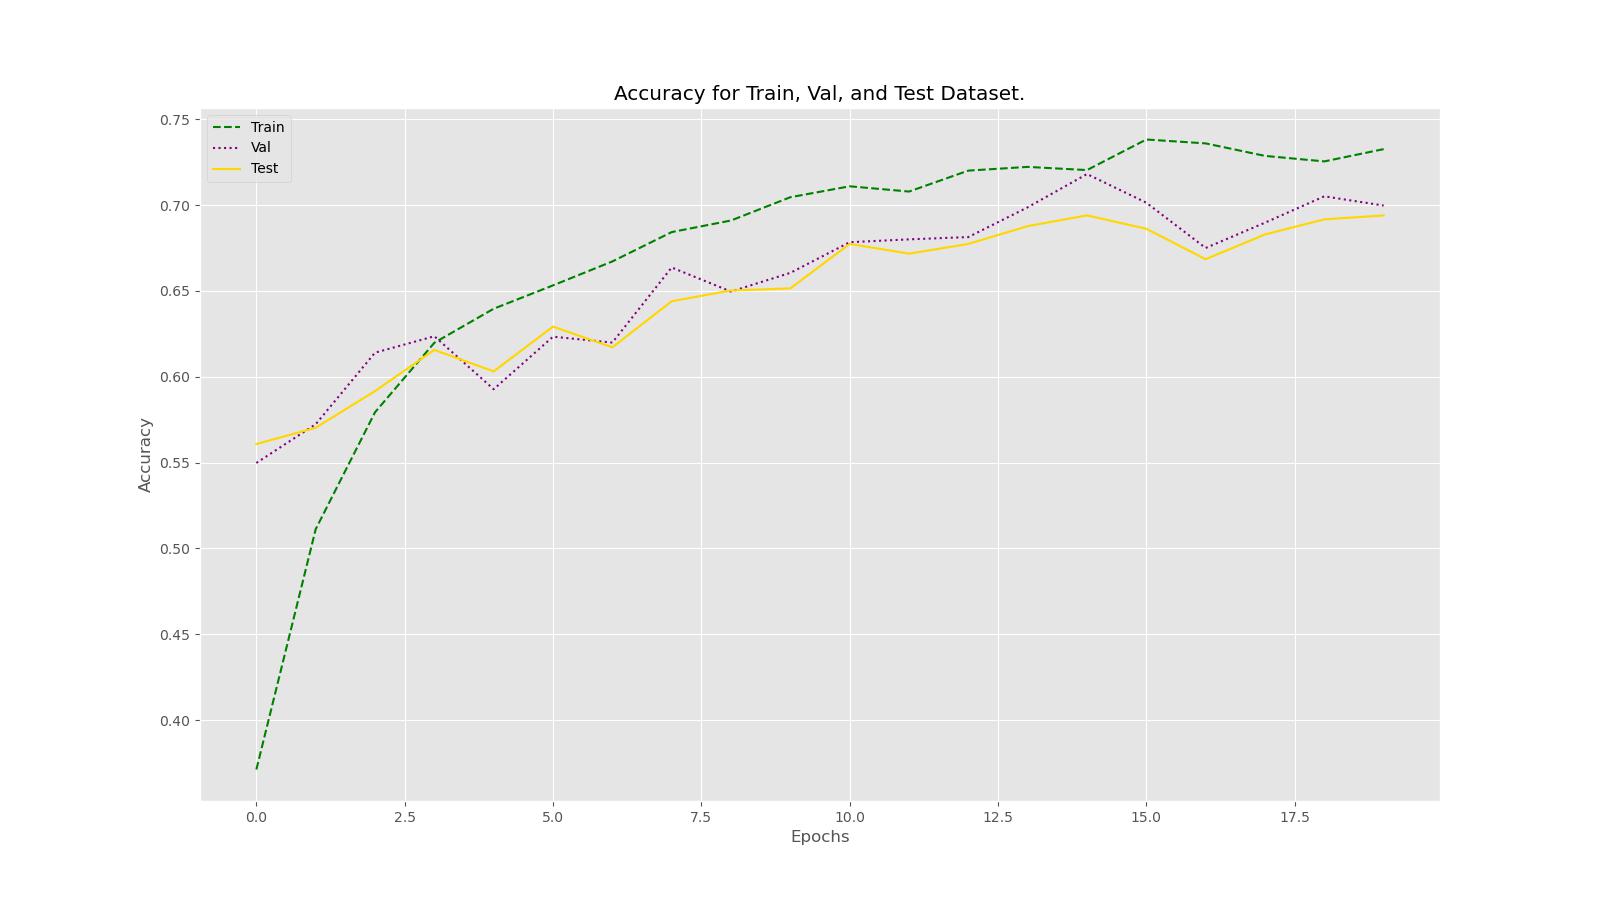 Accuracy for Train, Val, and Test Dataset.
Train
Val
Test
0.75
0.70
0.65
0.60
0.55
0.50
0.45
0.40
Accuracy
0.0 2.5 5.0 7.5 10.0 12.5 15.0 17.5
Epochs